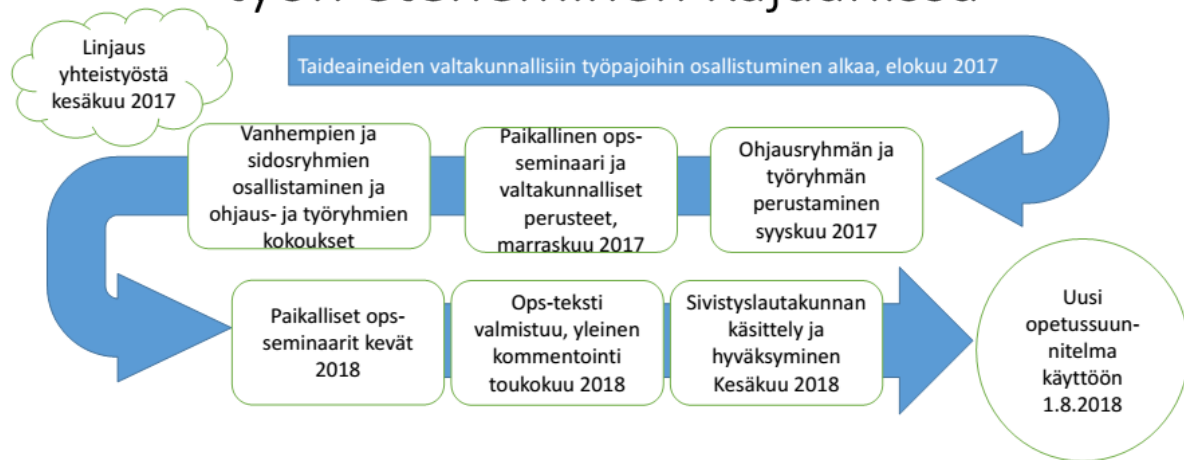 työn eteneminen Kajaanissa
Linjaus
yhteistyöstä
kesäkuu 2017
Taideaineiden valtakunnallisiin työpajoihin osallistuminen alkaa, elokuu 2017
Ohjausryhmän ja
työryhmän
perustaminen
syyskuu 2017
Paikallinen ops-
seminaari ja
valtakunnalliset
perusteet,
marraskuu 2017
Vanhempien ja
sidosryhmien
osallistaminen ja
ohjaus- ja työryhmien
kokoukset
Paikalliset ops-
seminaarit kevät
2018
Ops-teksti
valmistuu, yleinen
kommentointi
toukokuu 2018
Sivistyslautakunnan
käsittely ja
hyväksyminen
Kesäkuu 2018
Uusi
opetussuun-
nitelma
käyttöön
1.8.2018